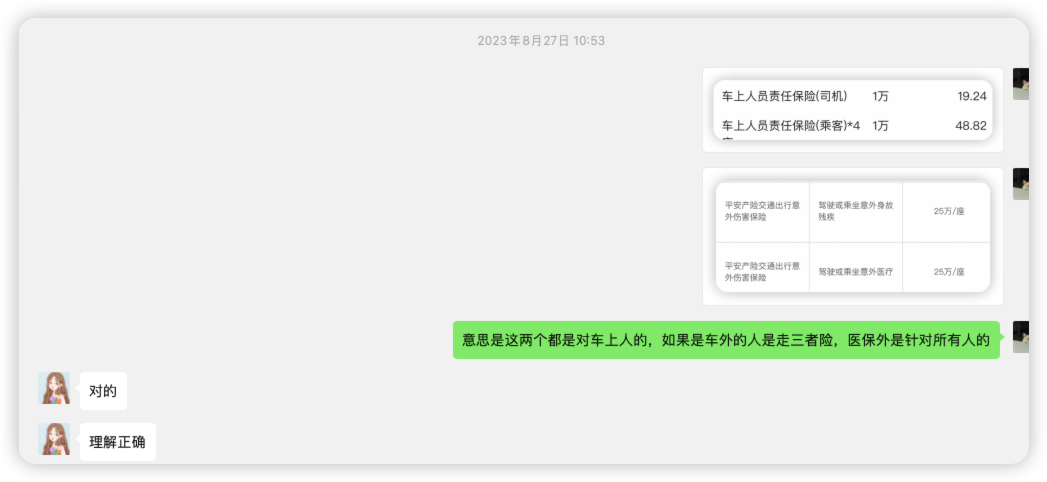 2023年8月27日 10:53
车上人员责任保险(司机) 1万 19.24
车上人员责任保险(乘客)*4 1万 48.82
平安产险交通出行意 驾驶或乘坐意外身故 25万/座
外伤害保险 残疾
平安产险交通出行意 驾驶或乘坐意外医疗 25万/座
外伤害保险
意思是这两个都是对车上人的，如果是车外的人是走三者险，医保外是针对所有人的
对的
理解正确